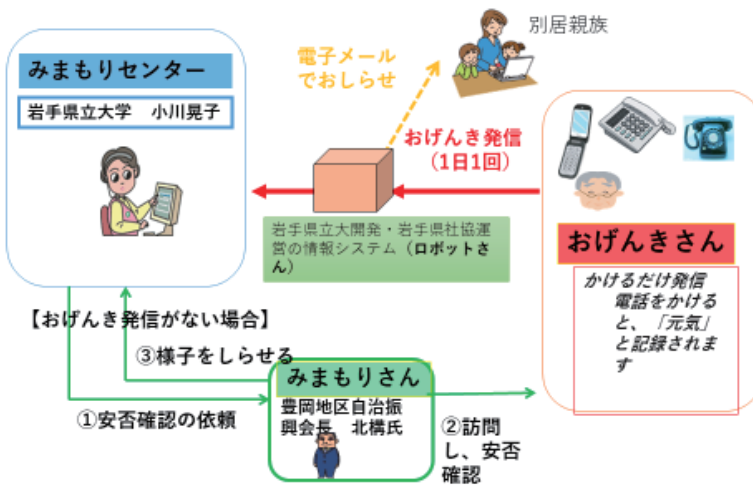 別居親族
みまもりセンター
岩手県立大学　小川晃子
電子メール
でおしらせ
おげんき発信
（1日1回）
岩手県立大開発・岩手県社協運
営の情報システム（ロボットさ
ん）
おげんきさん
かけるだけ発信
電話をかける
と、「元気」
と記録されま
す
【おげんき発信がない場合】
③様子をしらせる
①安否確認の依頼
みまもりさん
豊岡地区自治振
興会長　北構氏
②訪問
し、安否
確認